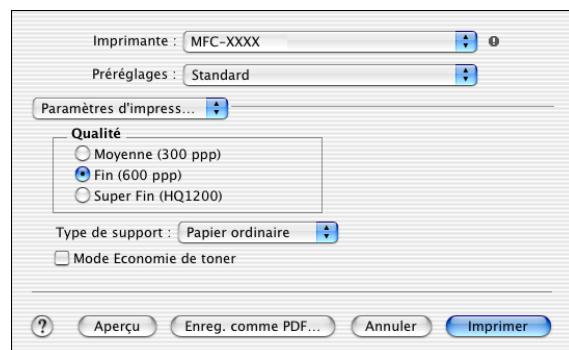 Imprimante : MFC-XXXX
Préréglages : Standard
Paramètres d'impress...
Qualité
Moyenne (300 ppp)
Fin (600 ppp)
Super Fin (HQ1200)
Type de support : Papier ordinaire
Mode Economie de toner
? Aperçu Enreg. comme PDF... Annuler Imprimer